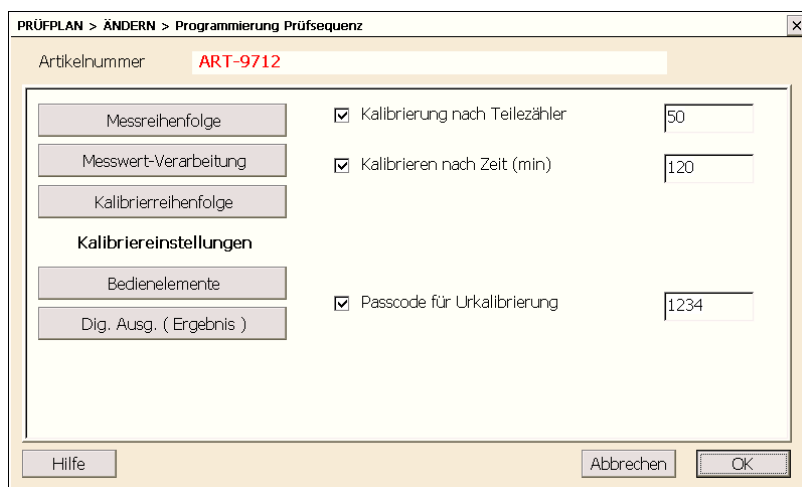 PRÜFPLAN > ÄNDERN > Programmierung Prüfsequenz
Artikelnummer ART-9712
Messreihenfolge
Kalibrierung nach Teilezähler 50
Messwert-Verarbeitung
Kalibrieren nach Zeit (min) 120
Kalibrierreihenfolge
Kalibriereinstellungen
Bedienelemente
Passcode für Urkalibrierung 1234
Dig. Ausg. ( Ergebnis )
Hilfe Abbrechen OK